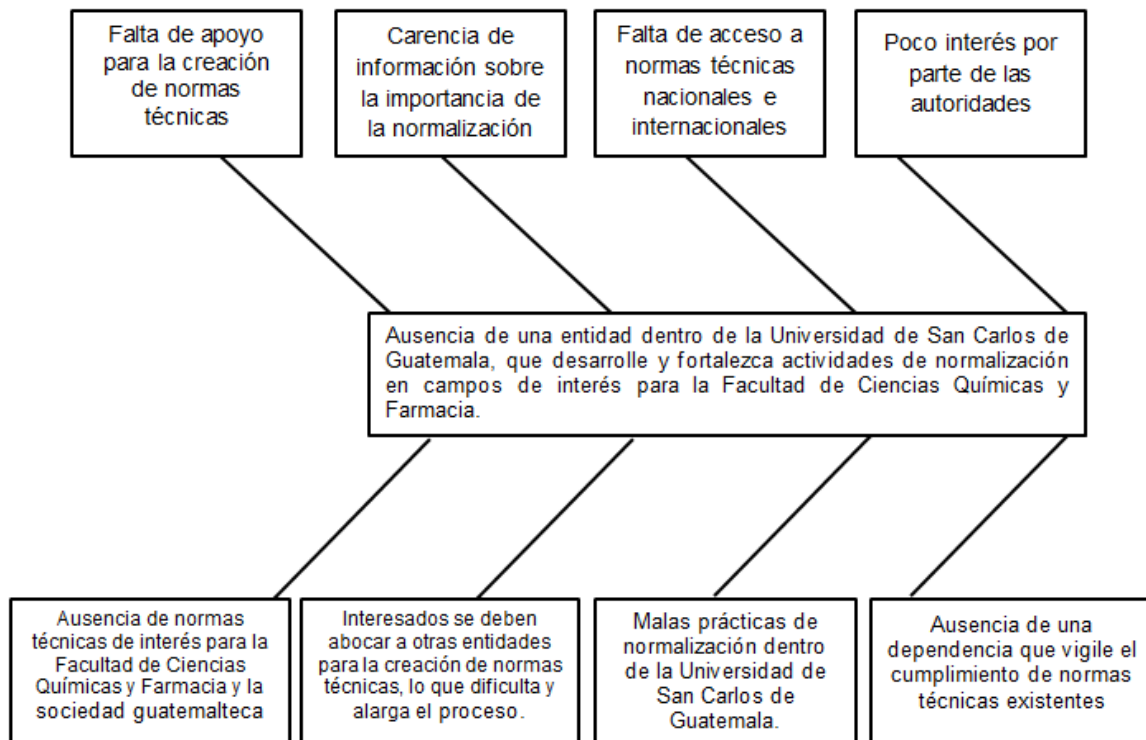 Falta de apoyo
para la creación
de normas
técnicas
Carencia de
información sobre
la importancia de
la normalización
Falta de acceso a
normas técnicas
nacionales e
internacionales
Poco interés por
parte de las
autoridades
Ausencia de una entidad dentro de la Universidad de San Carlos de
Guatemala, que desarrolle y fortalezca actividades de normalización
en campos de interés para la Facultad de Ciencias Químicas y
Farmacia.
Ausencia de normas
técnicas de interés para la
Facultad de Ciencias
Químicas y Farmacia y la
sociedad guatemalteca
Interesados se deben
abocar a otras entidades
para la creación de normas
técnicas, lo que dificulta y
alarga el proceso.
Malas prácticas de
normalización dentro
de la Universidad de
San Carlos de
Guatemala.
Ausencia de una
dependencia que vigile el
cumplimiento de normas
técnicas existentes